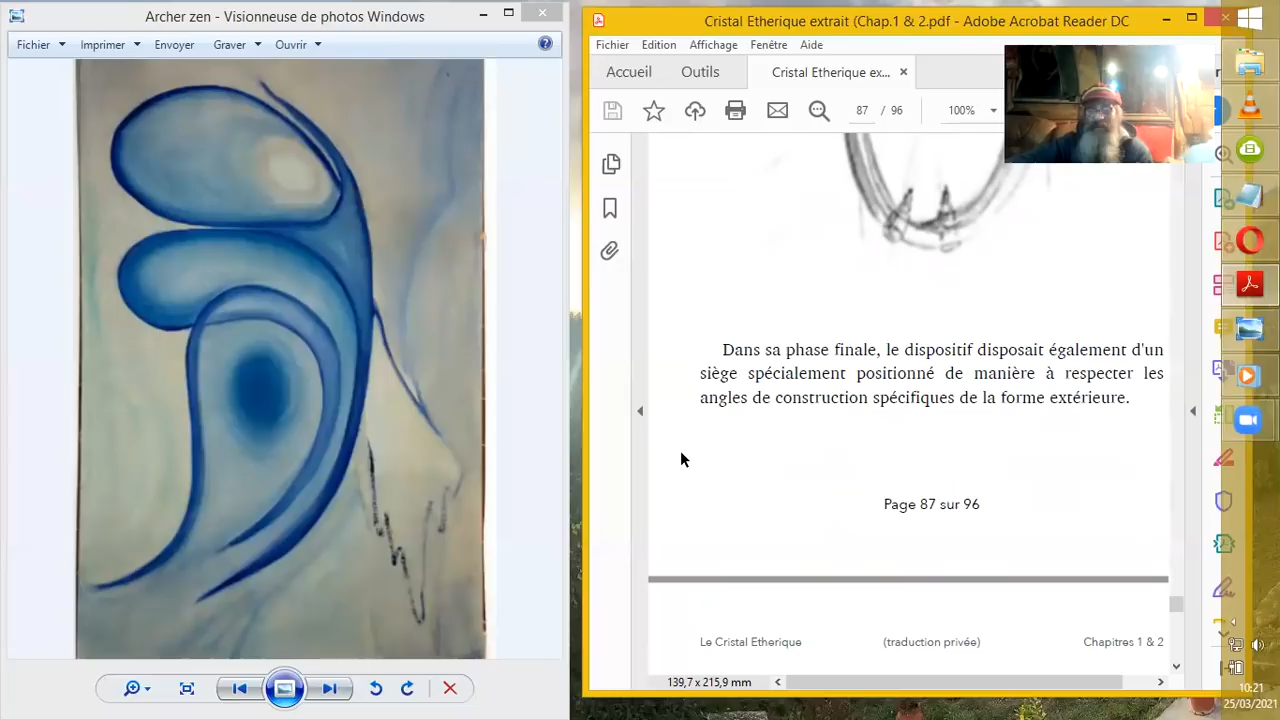 Archer zen - Visionneuse de photos Windows
Fichier Imprimer Envoyer Graver Ouvrir
Cristal Etherique extrait (Chap.1 & 2.pdf - Adobe Acrobat Reader DC
Fichier Edition Affichage Fenêtre Aide
Accueil Outils Cristal Etherique ex...
87 / 96 100%
Dans sa phase finale, le dispositif disposait également d'un
siège spécialement positionné de manière à respecter les
angles de construction spécifiques de la forme extérieure.
Page 87 sur 96
Le Cristal Etherique (traduction privée) Chapitres 1 & 2
139,7 x 215,9 mm
10:21
25/03/2021